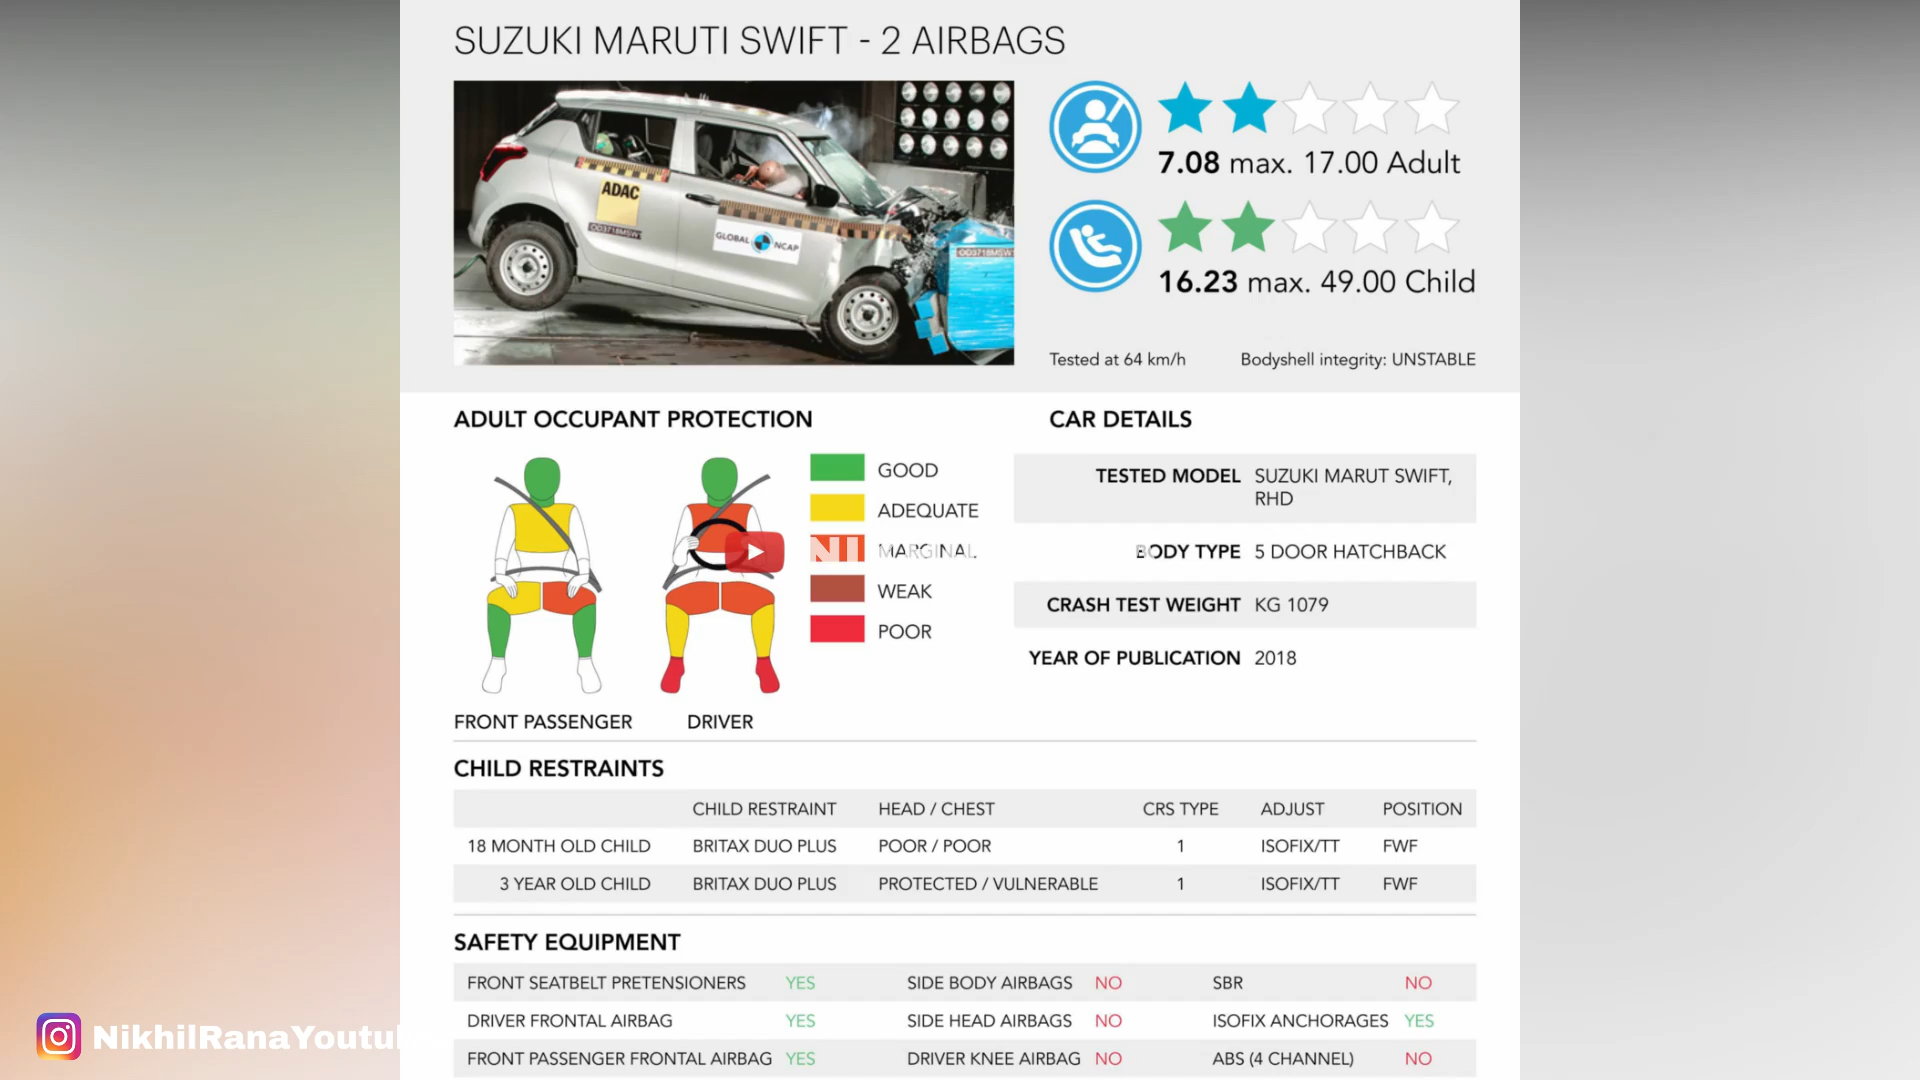 SUZUKI MARUTI SWIFT - 2 AIRBAGS
ADAC
OD3718MSW1
GLOBAL NCAP
OD3718MSW
7.08 max. 17.00 Adult
16.23 max. 49.00 Child
Tested at 64 km/h Bodyshell integrity: UNSTABLE
ADULT OCCUPANT PROTECTION
GOOD
ADEQUATE
NI MARGINAL
WEAK
POOR
FRONT PASSENGER DRIVER
CAR DETAILS
TESTED MODEL SUZUKI MARUT SWIFT,
RHD
BODY TYPE 5 DOOR HATCHBACK
CRASH TEST WEIGHT KG 1079
YEAR OF PUBLICATION 2018
CHILD RESTRAINTS
CHILD RESTRAINT HEAD / CHEST CRS TYPE ADJUST POSITION
18 MONTH OLD CHILD BRITAX DUO PLUS POOR / POOR 1 ISOFIX/TT FWF
3 YEAR OLD CHILD BRITAX DUO PLUS PROTECTED / VULNERABLE 1 ISOFIX/TT FWF
SAFETY EQUIPMENT
FRONT SEATBELT PRETENSIONERS YES SIDE BODY AIRBAGS NO SBR NO
DRIVER FRONTAL AIRBAG YES SIDE HEAD AIRBAGS NO ISOFIX ANCHORAGES YES
FRONT PASSENGER FRONTAL AIRBAG YES DRIVER KNEE AIRBAG NO ABS (4 CHANNEL) NO
NikhilRanaYoutu